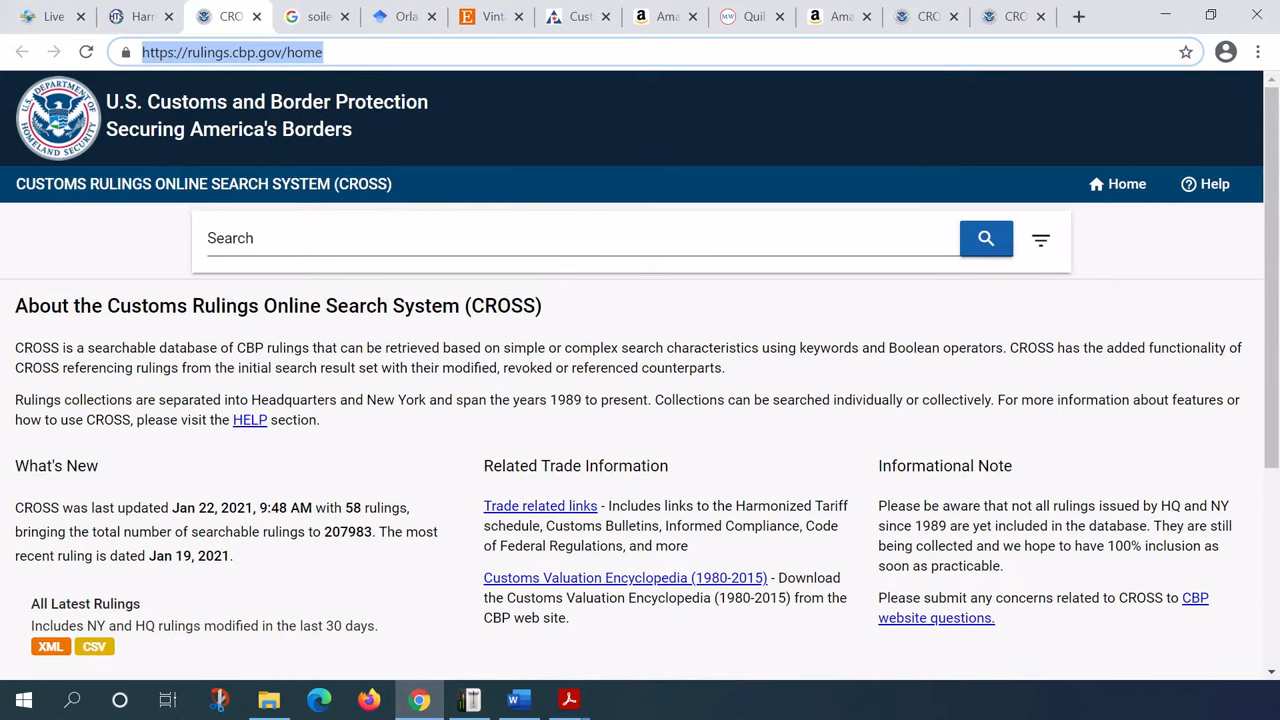 Live
Harr
CRO
soile
Orla
Vint
Cust
Ama
Quil
Ama
CRO
CRO
https://rulings.cbp.gov/home
U.S. Customs and Border Protection
Securing America's Borders
CUSTOMS RULINGS ONLINE SEARCH SYSTEM (CROSS)
Home
Help
Search
About the Customs Rulings Online Search System (CROSS)
CROSS is a searchable database of CBP rulings that can be retrieved based on simple or complex search characteristics using keywords and Boolean operators. CROSS has the added functionality of
CROSS referencing rulings from the initial search result set with their modified, revoked or referenced counterparts.
Rulings collections are separated into Headquarters and New York and span the years 1989 to present. Collections can be searched individually or collectively. For more information about features or
how to use CROSS, please visit the HELP section.
What's New
CROSS was last updated Jan 22, 2021, 9:48 AM with 58 rulings,
bringing the total number of searchable rulings to 207983. The most
recent ruling is dated Jan 19, 2021.
All Latest Rulings
Includes NY and HQ rulings modified in the last 30 days.
XML CSV
Related Trade Information
Trade related links - Includes links to the Harmonized Tariff
schedule, Customs Bulletins, Informed Compliance, Code
of Federal Regulations, and more
Customs Valuation Encyclopedia (1980-2015) - Download
the Customs Valuation Encyclopedia (1980-2015) from the
CBP web site.
Informational Note
Please be aware that not all rulings issued by HQ and NY
since 1989 are yet included in the database. They are still
being collected and we hope to have 100% inclusion as
soon as practicable.
Please submit any concerns related to CROSS to CBP
website questions.